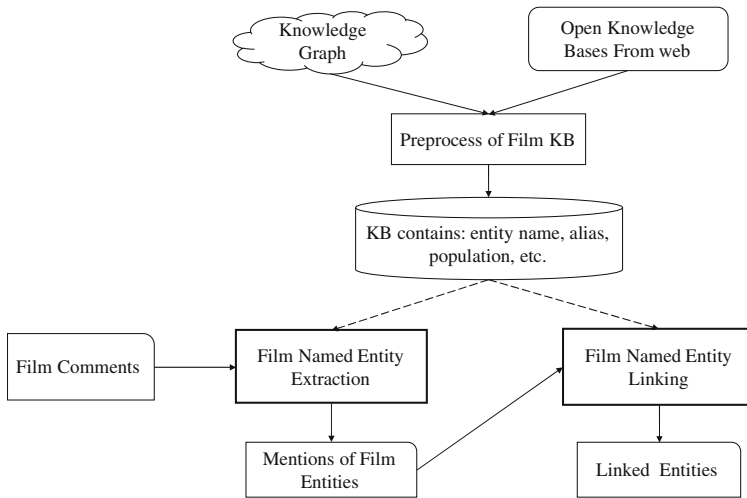 Knowledge
Graph
Open Knowledge
Bases From web
Preprocess of Film KB
KB contains: entity name, alias,
population, etc.
Film Comments
Film Named Entity
Extraction
Film Named Entity
Linking
Mentions of Film
Entities
Linked Entities